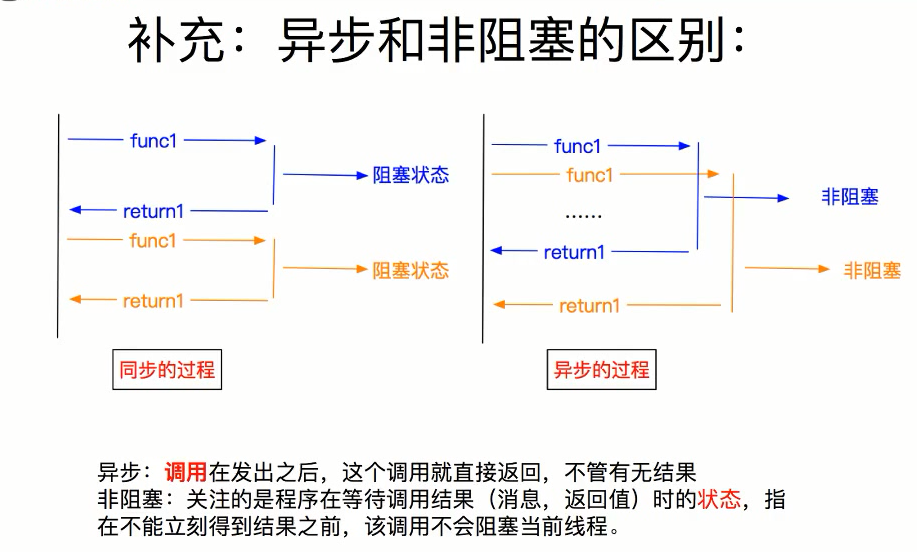 补充：异步和非阻塞的区别：
func1
阻塞状态
return1
func1
阻塞状态
return1
同步的过程
func1
func1
非阻塞
......
return1
非阻塞
return1
异步的过程
异步：调用在发出之后，这个调用就直接返回，不管有无结果
非阻塞：关注的是程序在等待调用结果（消息，返回值）时的状态，指
在不能立刻得到结果之前，该调用不会阻塞当前线程。